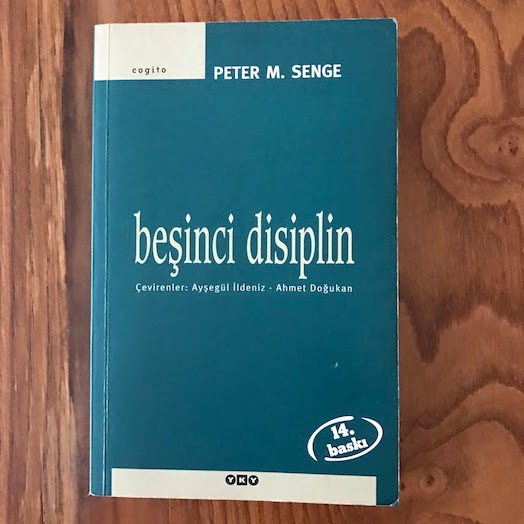 cogito
PETER M. SENGE
beşinci disiplin
Çevirenler: Ayşegül İldeniz - Ahmet Doğukan
14.
baskı
YKY